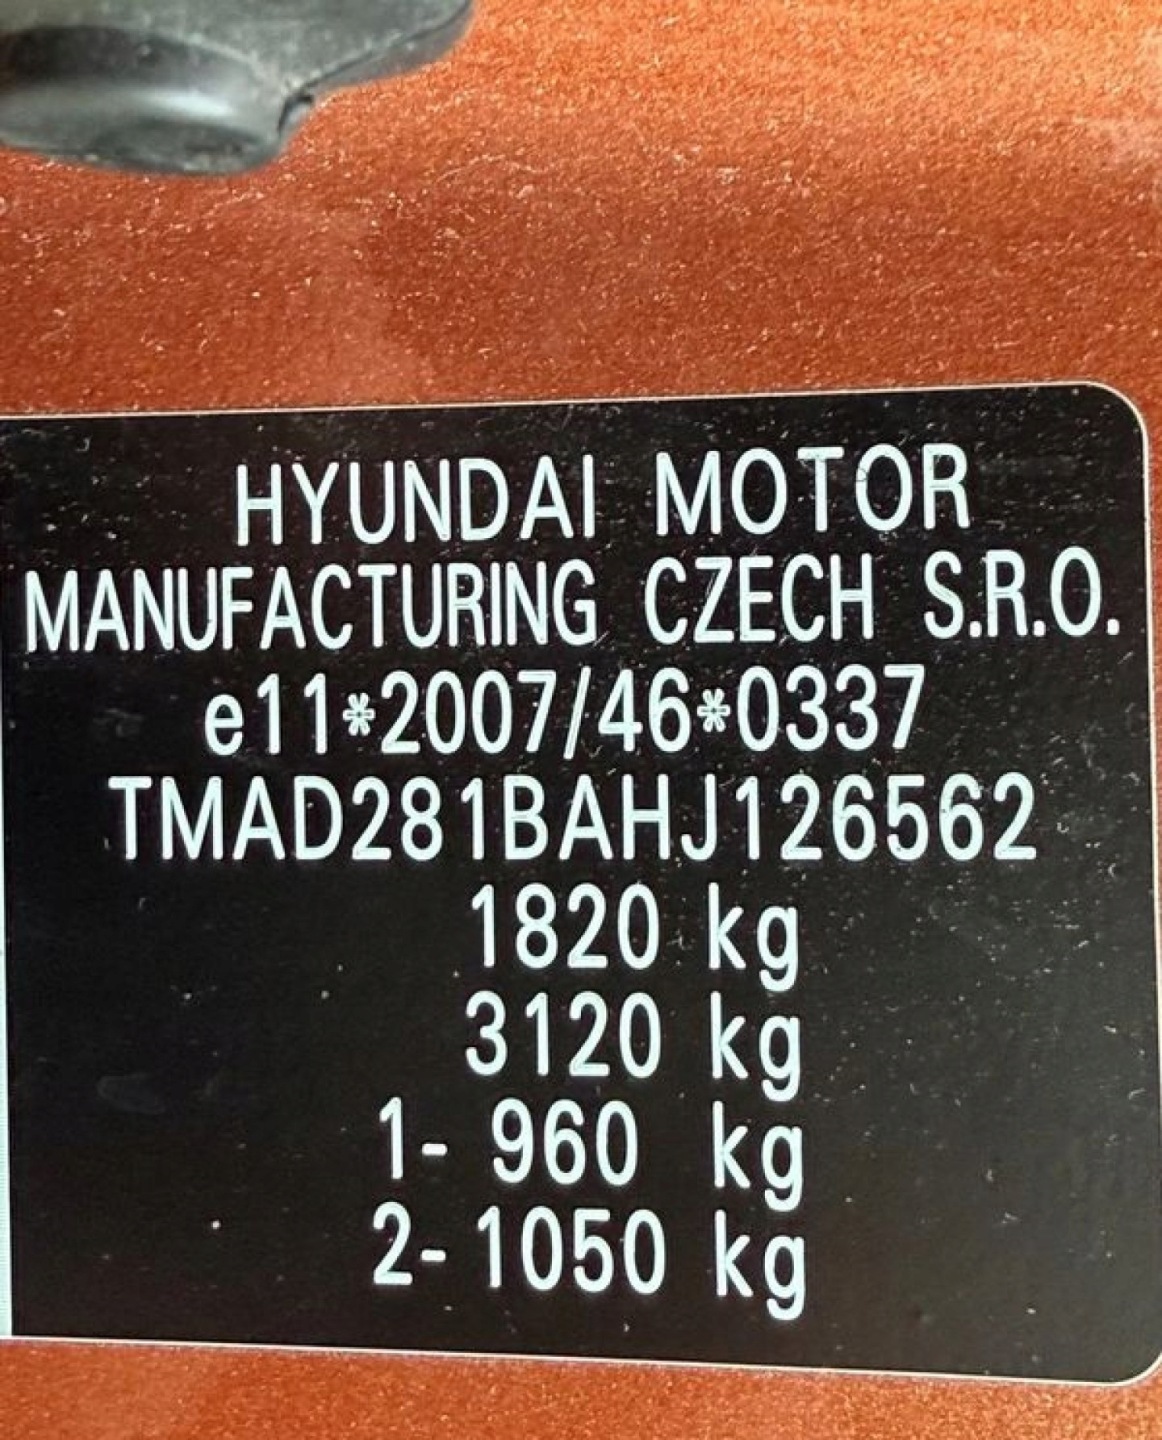 HYUNDAI MOTOR
MANUFACTURING CZECH S.R.O.
e11*2007/46*0337
TMAD281BAHJ126562
1820 kg
3120 kg
1- 960 kg
2- 1050 kg